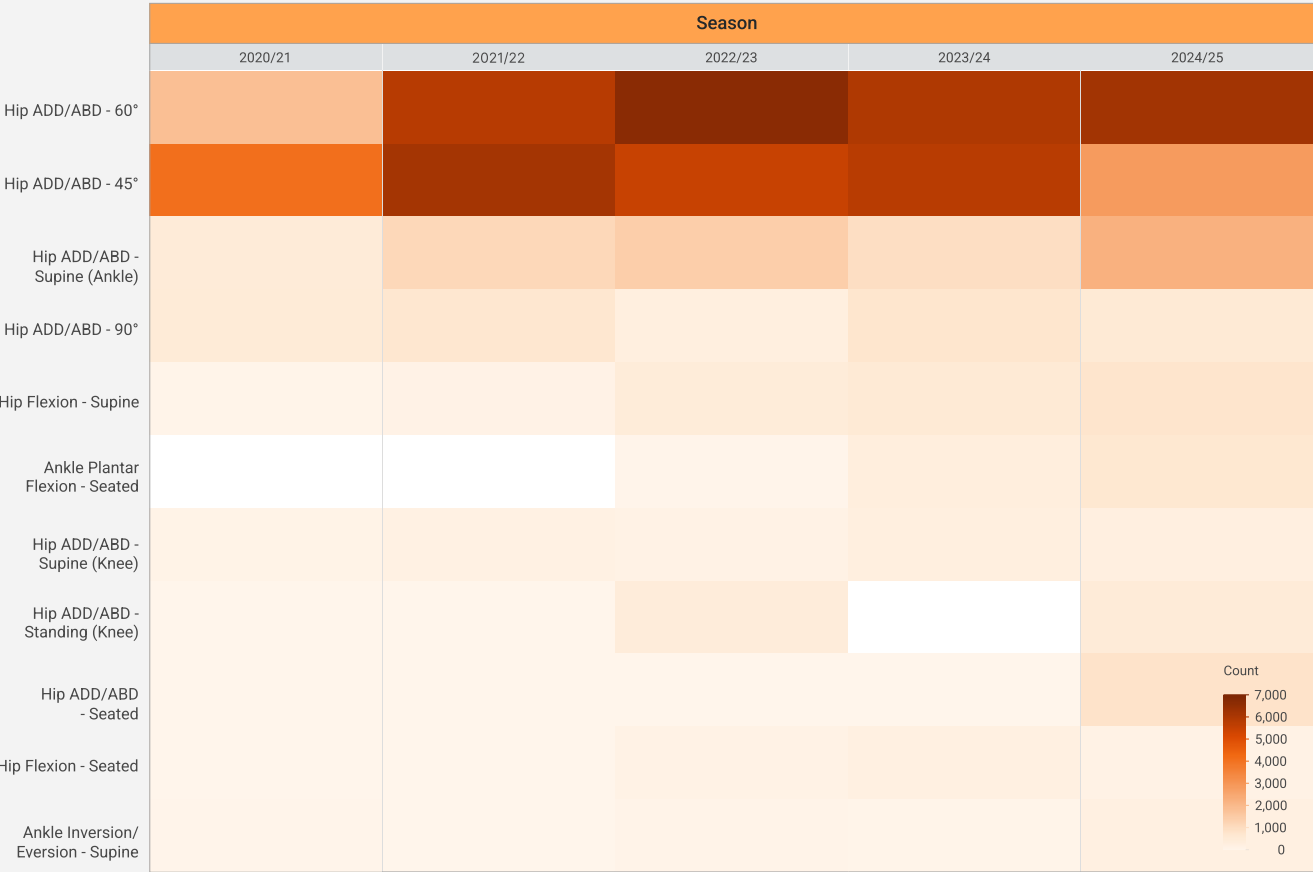 Season
2020/21 2021/22 2022/23 2023/24 2024/25
Hip ADD/ABD - 60°
Hip ADD/ABD - 45°
Hip ADD/ABD -
Supine (Ankle)
Hip ADD/ABD - 90°
Hip Flexion - Supine
Ankle Plantar
Flexion - Seated
Hip ADD/ABD -
Supine (Knee)
Hip ADD/ABD -
Standing (Knee)
Hip ADD/ABD
- Seated
Hip Flexion - Seated
Ankle Inversion/
Eversion - Supine
Count
7,000
6,000
5,000
4,000
3,000
2,000
1,000
0